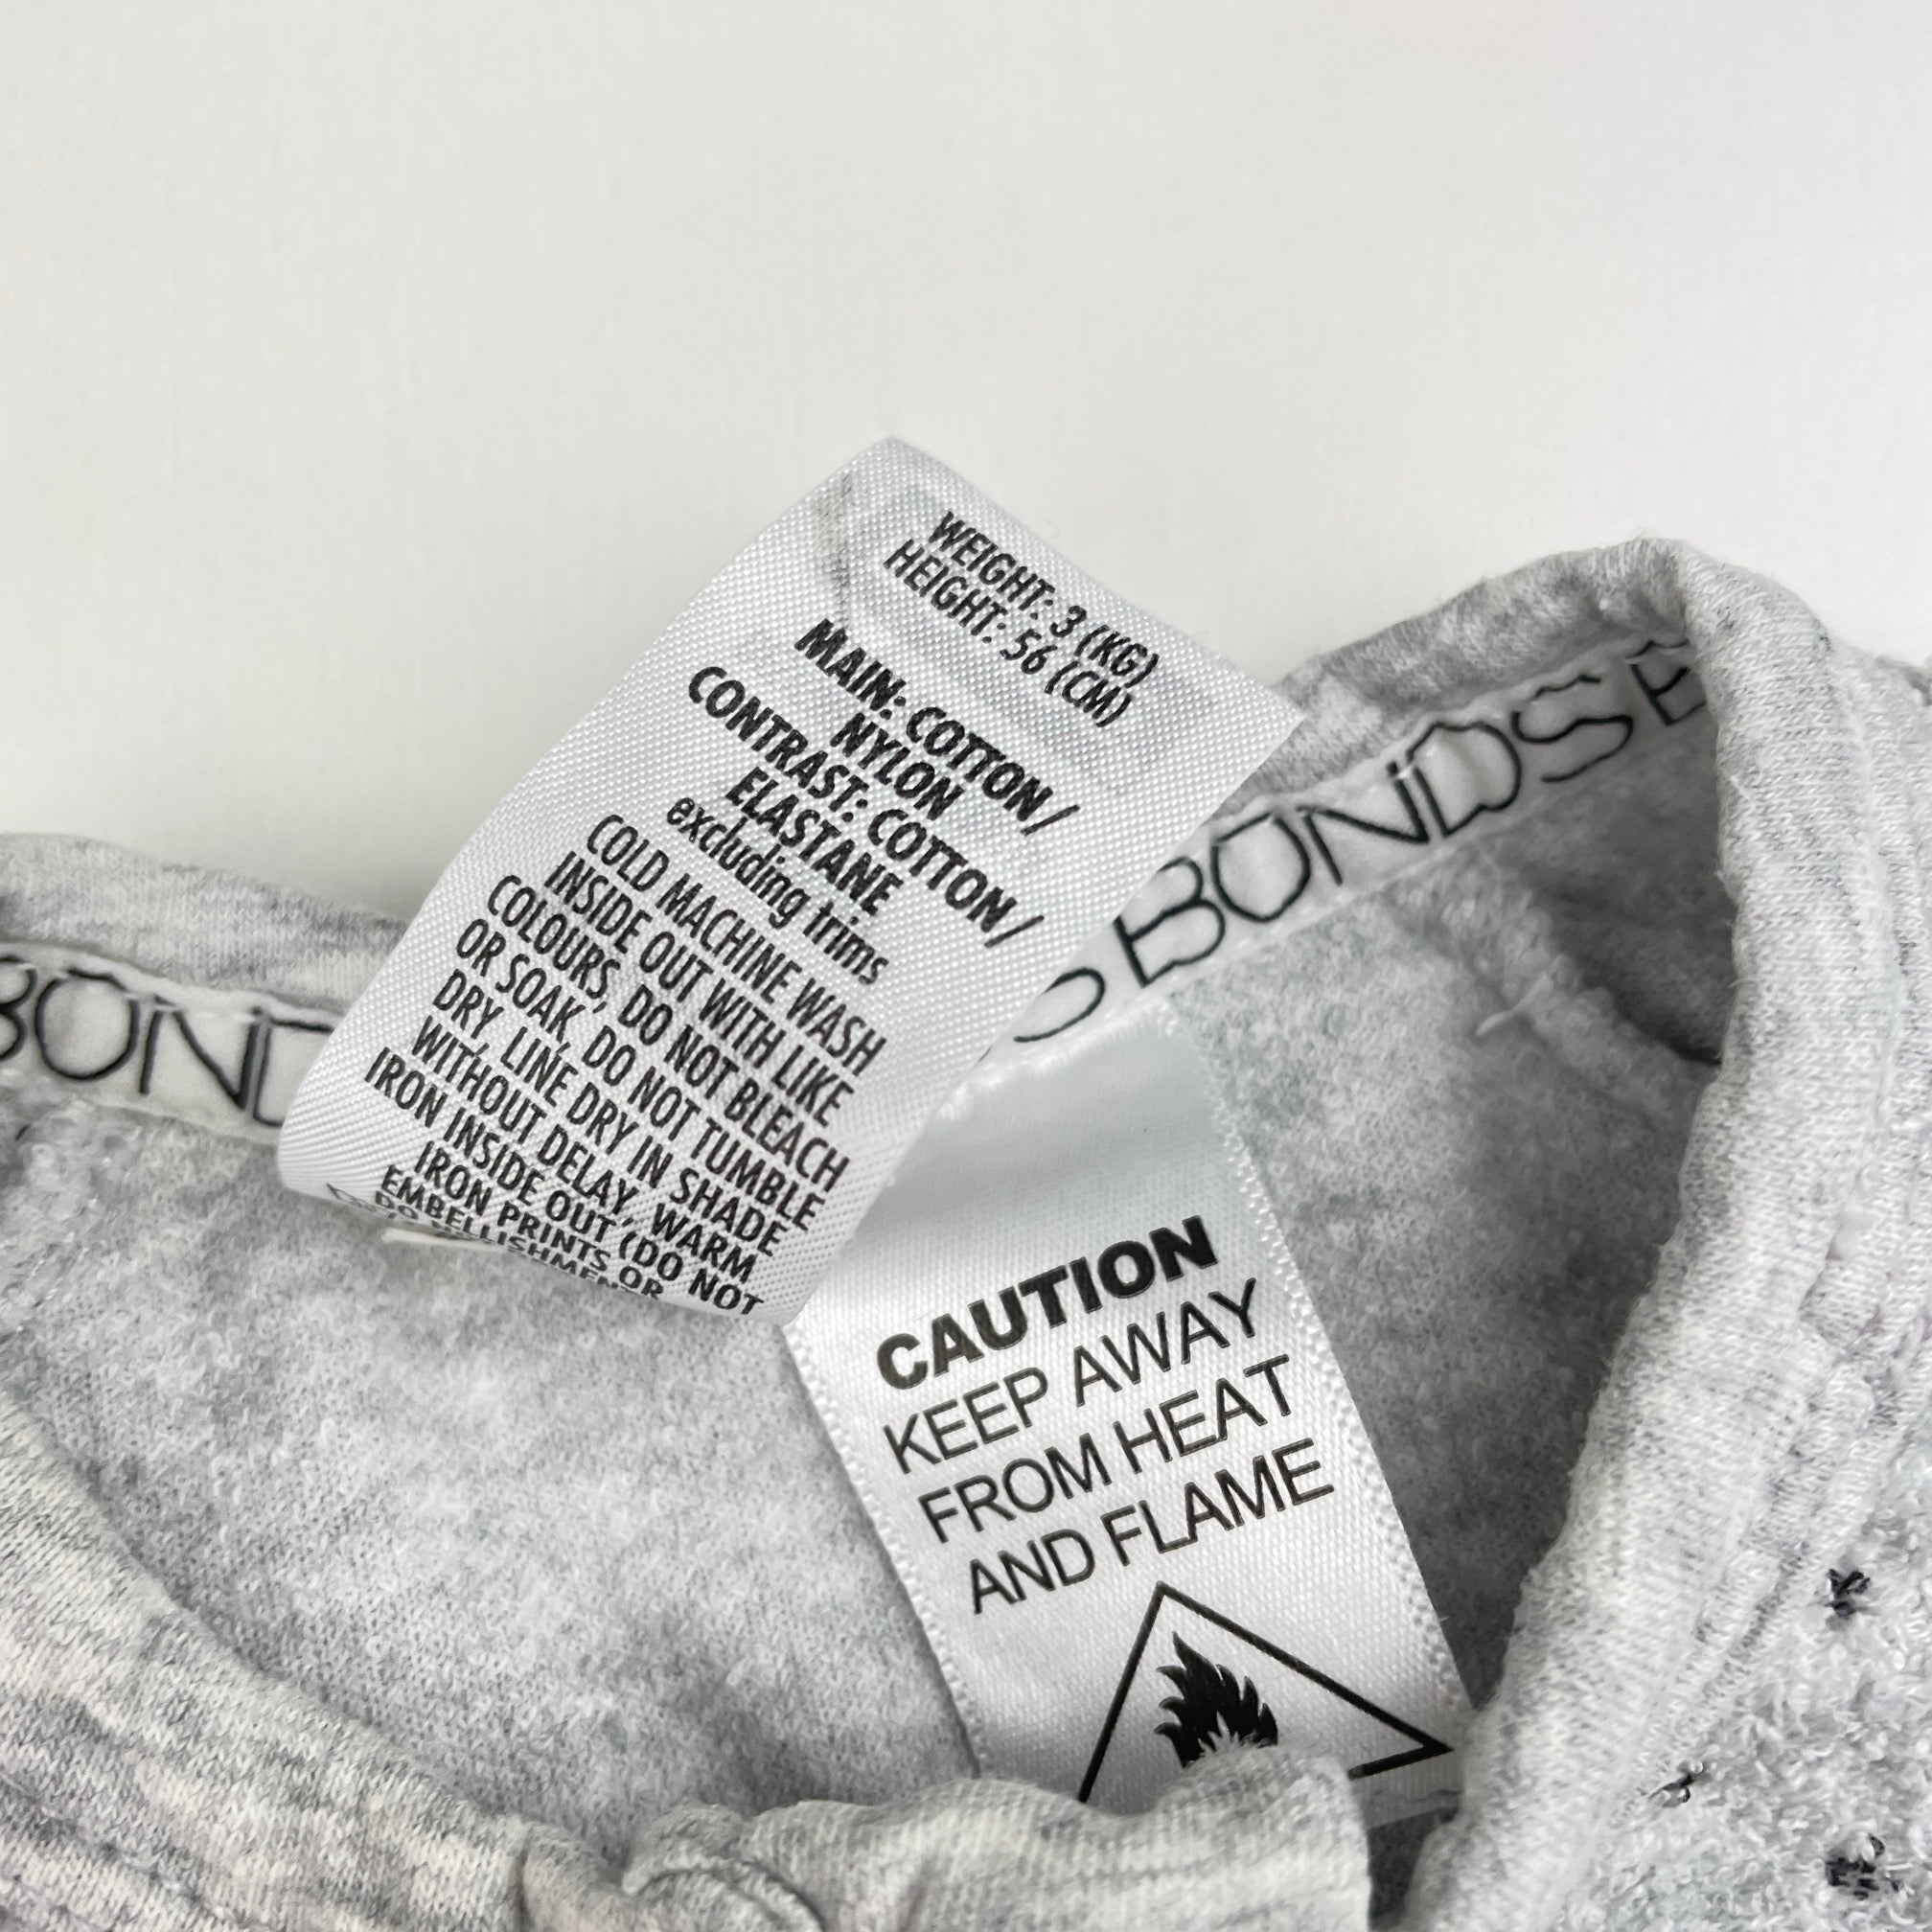 WEIGHT: 3 (KG)
HEIGHT: 56 (CM)
MAIN: COTTON/
NYLON
CONTRAST: COTTON/
ELASTANE
excluding trims
COLD MACHINE WASH
INSIDE OUT WITH LIKE
COLOURS, DO NOT BLEACH
OR SOAK, DO NOT TUMBLE
DRY, LINE DRY IN SHADE
WITHOUT DELAY, WARM
IRON INSIDE OUT (DO NOT
IRON PRINTS OR
BONDS
CAUTION
KEEP AWAY
FROM HEAT
AND FLAME